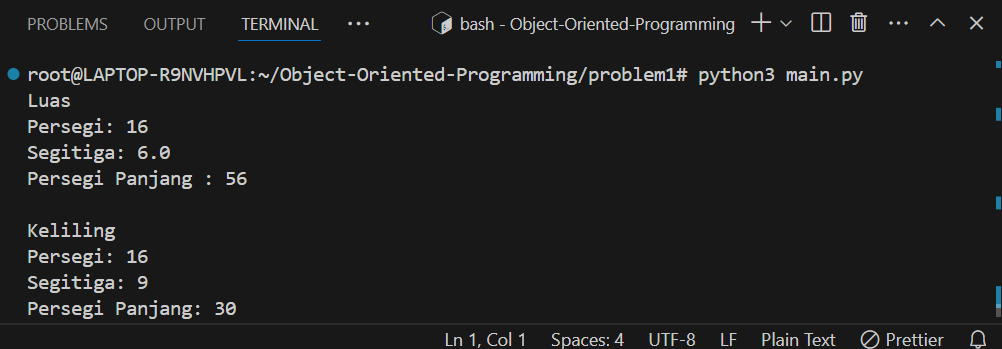 PROBLEMS OUTPUT TERMINAL ··· bash - Object-Oriented-Programming
root@LAPTOP-R9NVHPVL:~/Object-Oriented-Programming/problem1# python3 main.py
Luas
Persegi: 16
Segitiga: 6.0
Persegi Panjang : 56
Keliling
Persegi: 16
Segitiga: 9
Persegi Panjang: 30
Ln 1, Col 1 Spaces: 4 UTF-8 LF Plain Text Prettier